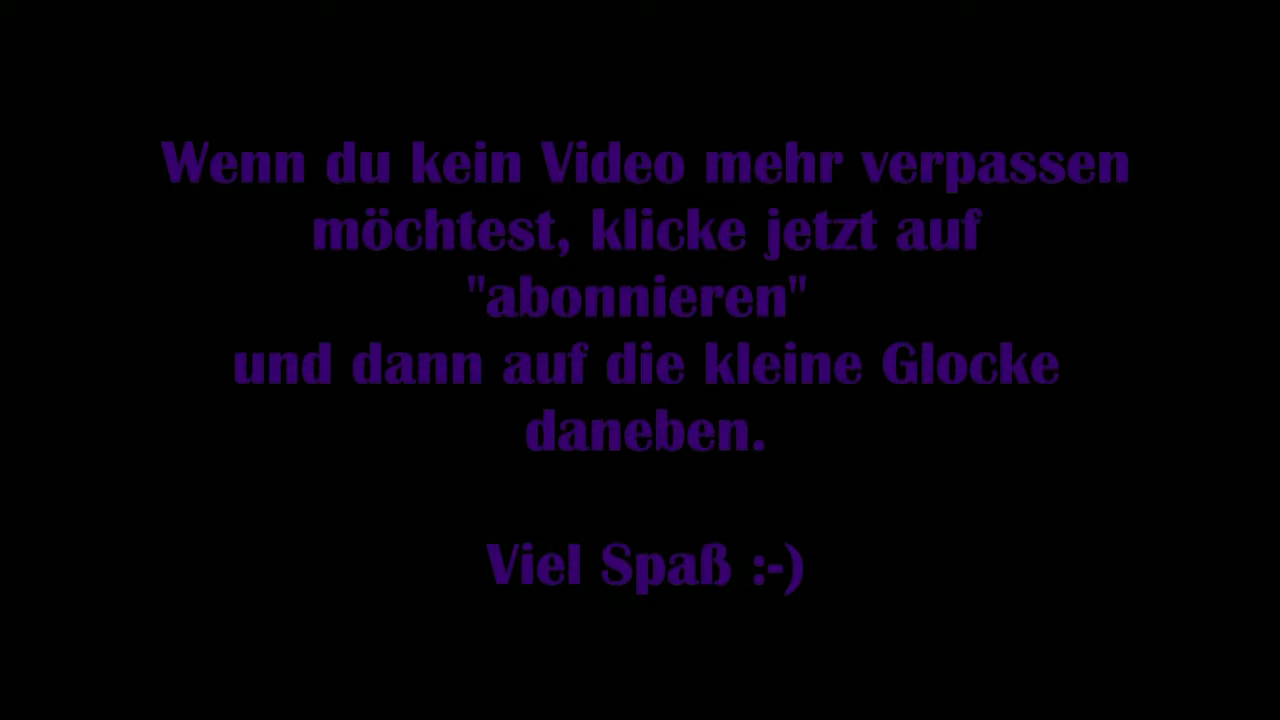 Wenn du kein Video mehr verpassen
möchtest, klicke jetzt auf
"abonnieren"
und dann auf die kleine Glocke
daneben.
Viel Spaß :-)